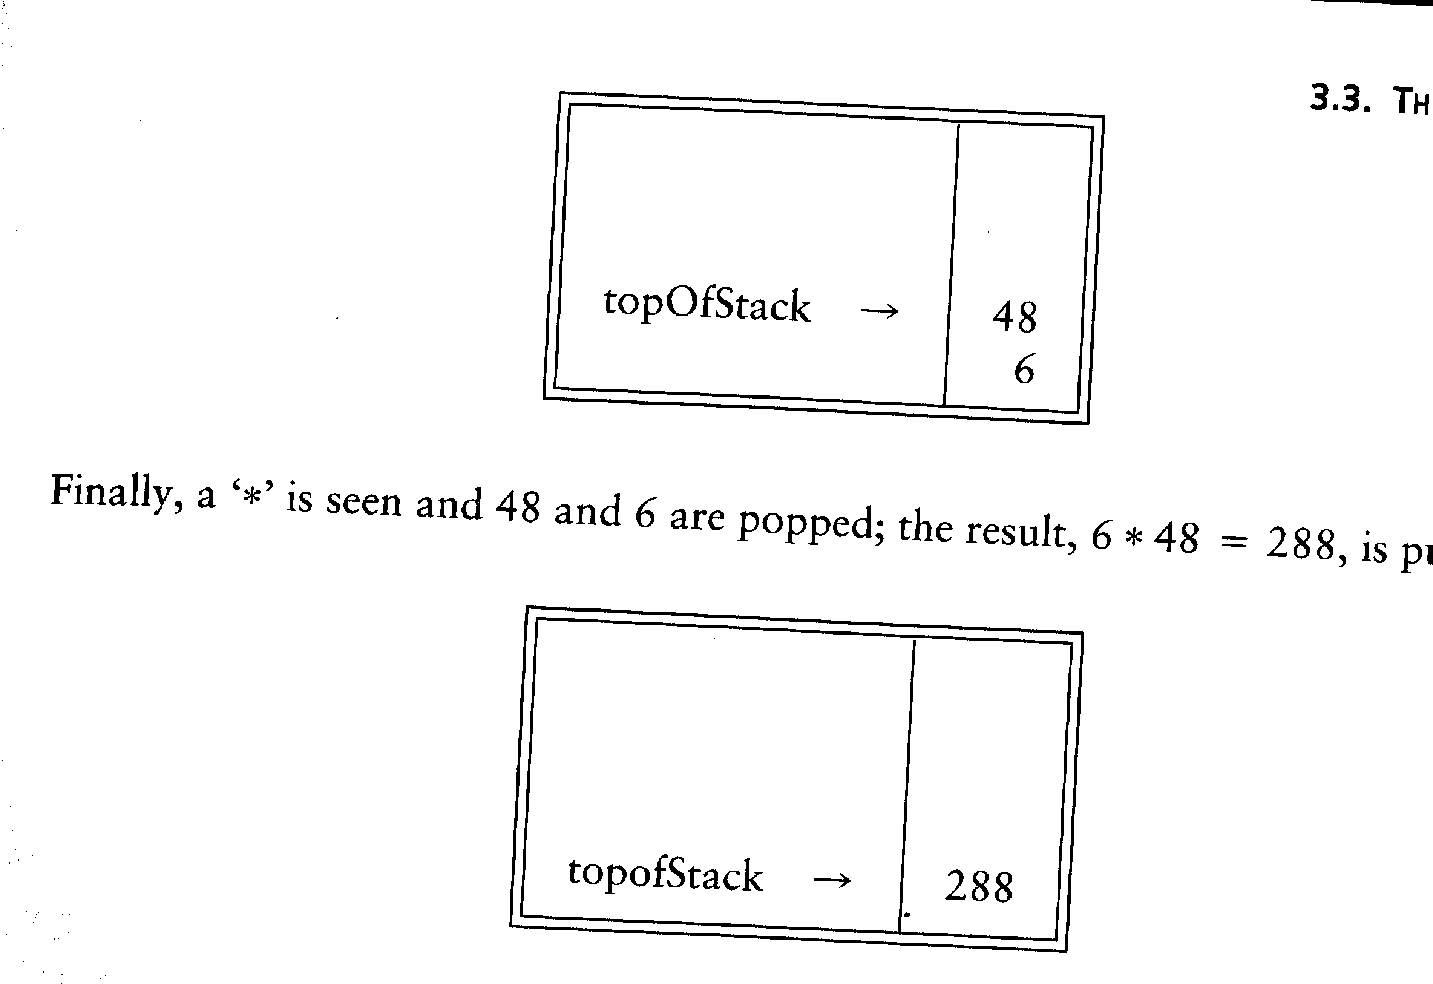 3.3. TH
topOfStack → 48
6
Finally, a ‘*’ is seen and 48 and 6 are popped; the result, 6 * 48 = 288, is
topofStack → 288